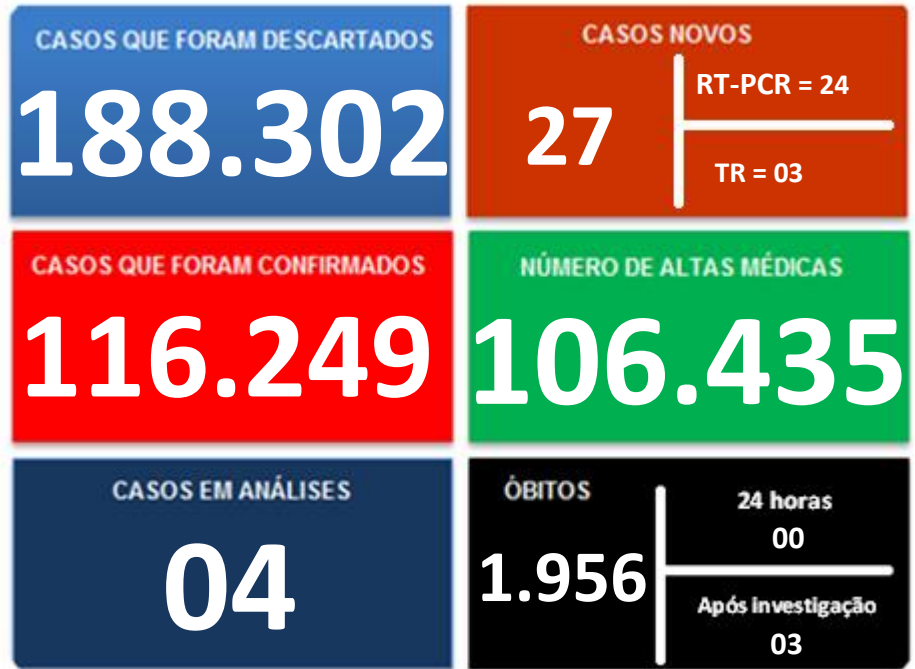 CASOS QUE FORAM DESCARTADOS
188.302
CASOS NOVOS
27
RT-PCR = 24
TR = 03
CASOS QUE FORAM CONFIRMADOS
116.249
NÚMERO DE ALTAS MÉDICAS
106.435
CASOS EM ANÁLISES
04
ÓBITOS
1.956
24 horas
00
Após investigação
03